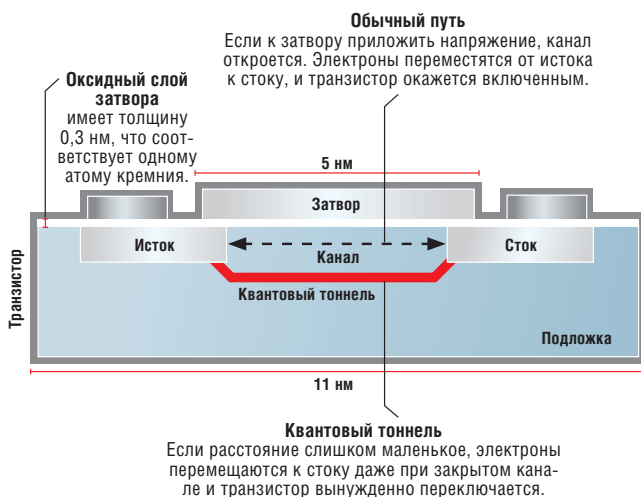 Обычный путь
Если к затвору приложить напряжение, канал
откроется. Электроны переместятся от истока
к стоку, и транзистор окажется включенным.
Оксидный слой
затвора
имеет толщину
0,3 нм, что соот-
ветствует одному
атому кремния.
5 нм
Затвор
Исток
Канал
Сток
Квантовый тоннель
Транзистор
Подложка
11 нм
Квантовый тоннель
Если расстояние слишком маленькое, электроны
перемещаются к стоку даже при закрытом кана-
ле и транзистор вынужденно переключается.